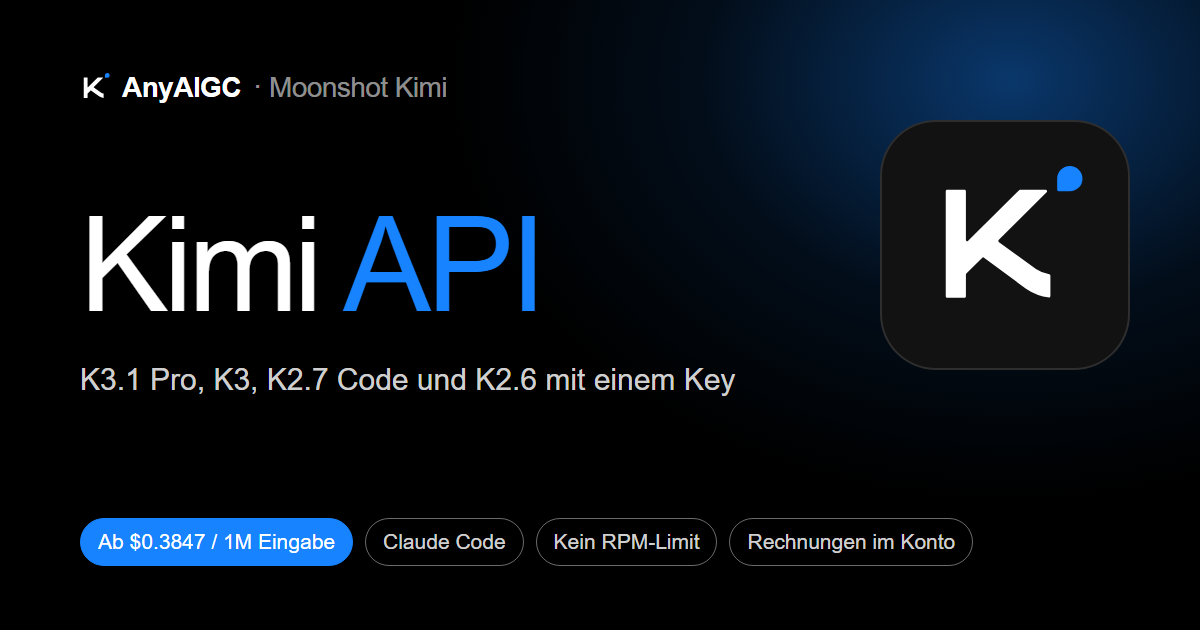 AnyAIGC · Moonshot Kimi
Kimi API
K3.1 Pro, K3, K2.7 Code und K2.6 mit einem Key
Ab $0.3847 / 1M Eingabe
Claude Code
Kein RPM-Limit
Rechnungen im Konto